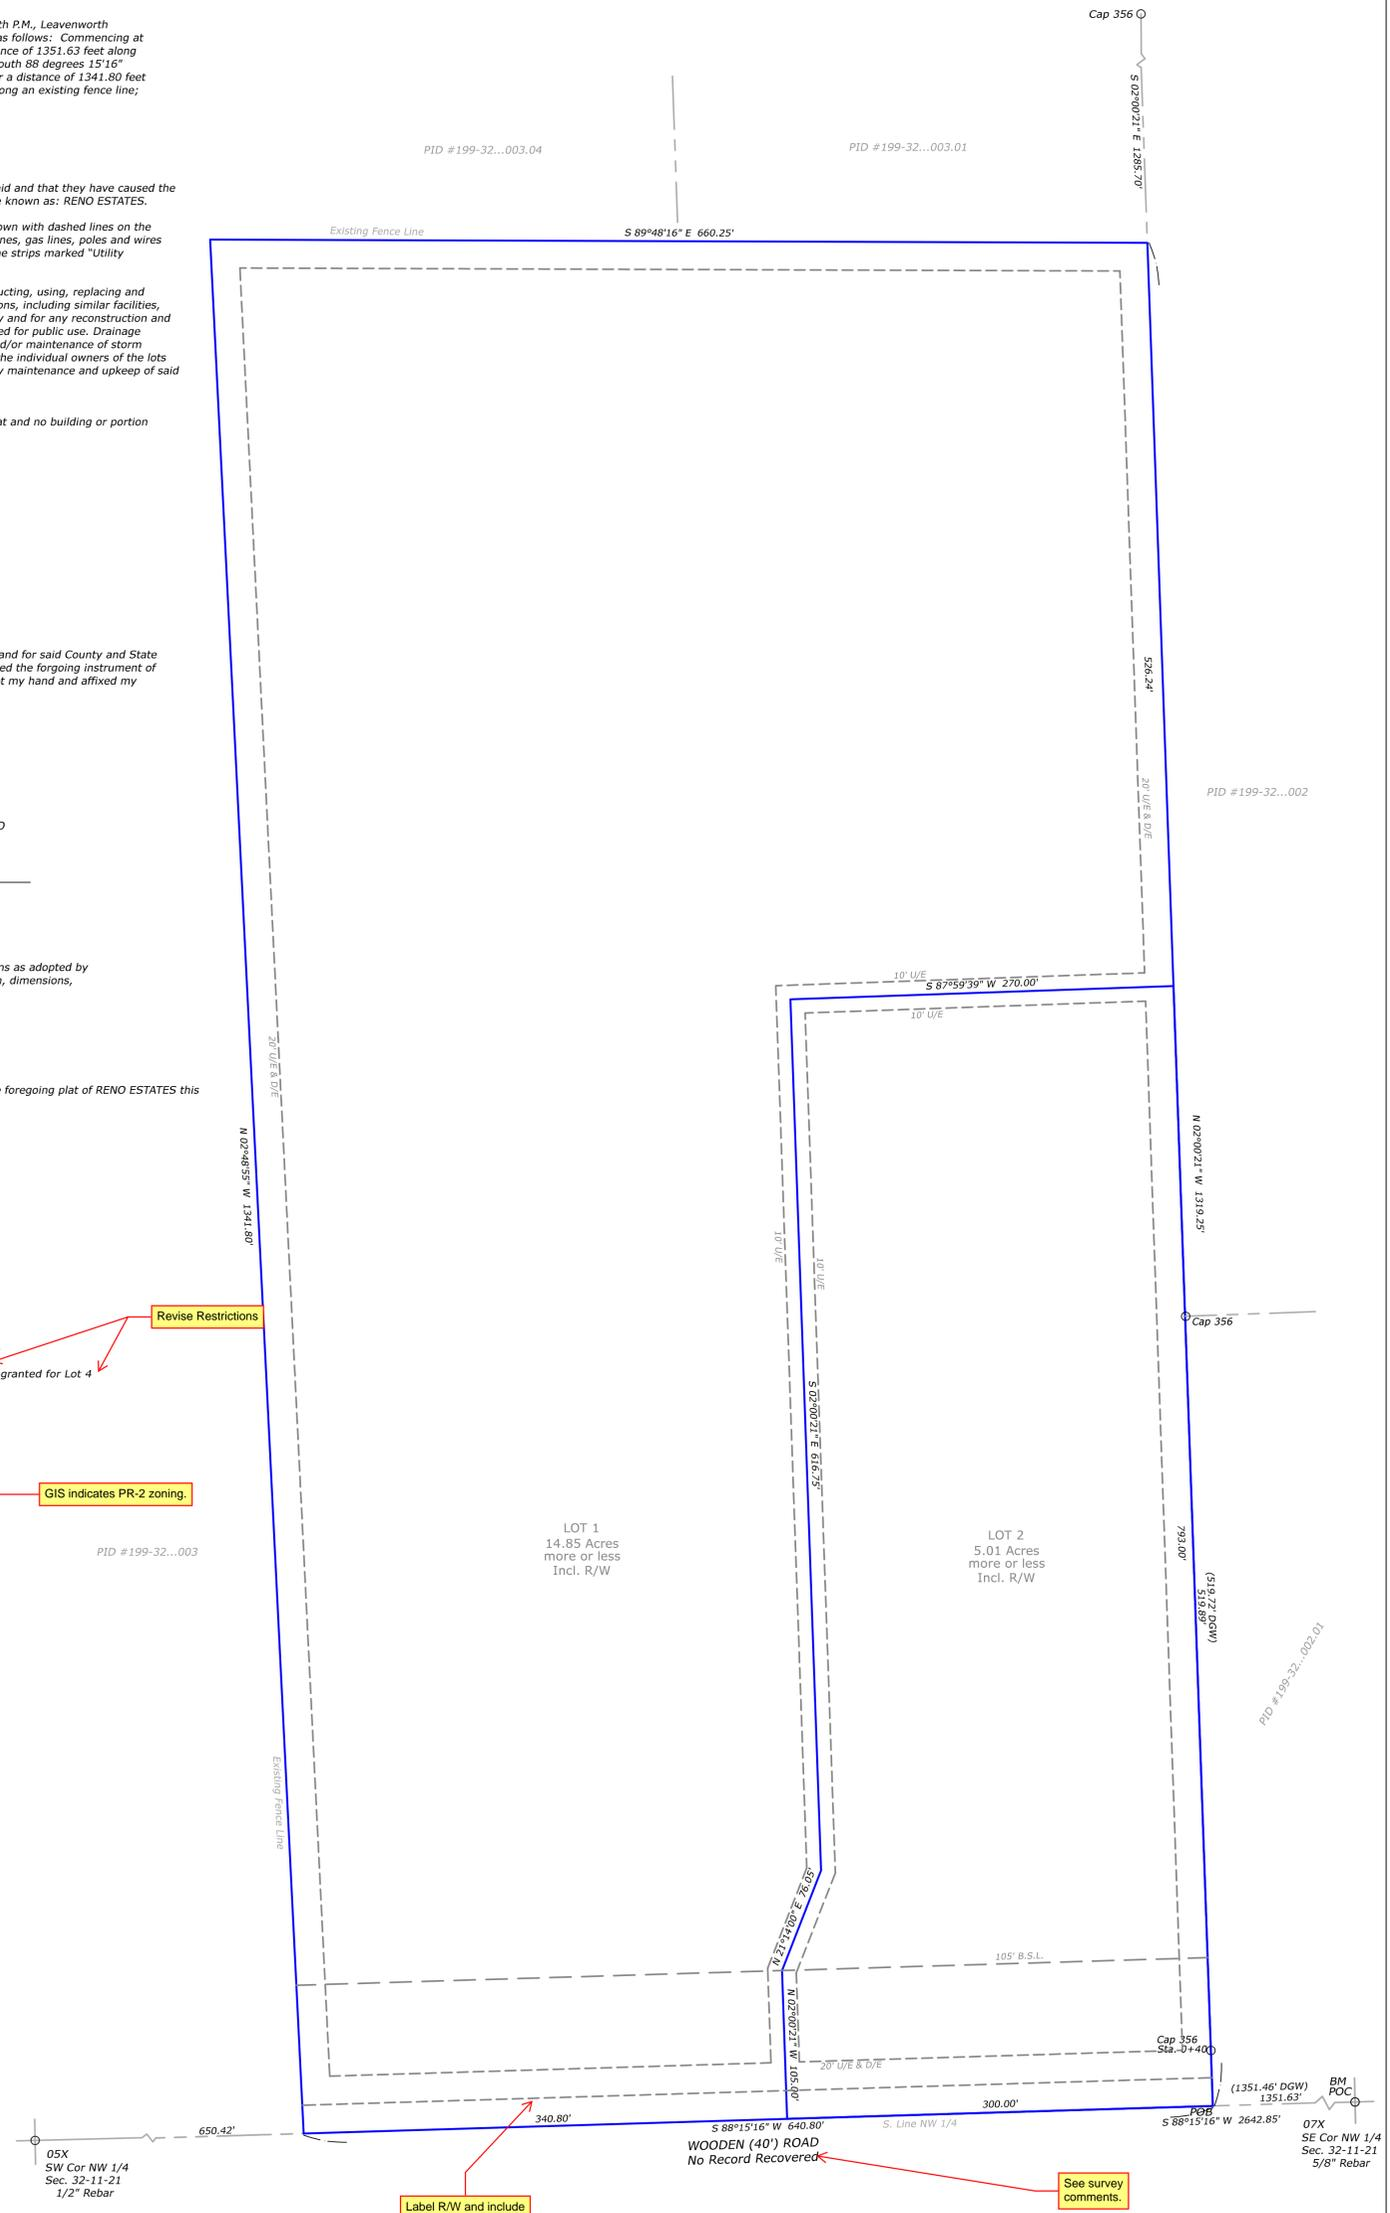 th P.M., Leavenworth
as follows:  Commencing at
nce of 1351.63 feet along
outh 88 degrees 15'16"
r a distance of 1341.80 feet
ong an existing fence line;
aid and that they have caused the
e known as: RENO ESTATES.
own with dashed lines on the
nes, gas lines, poles and wires
e strips marked "Utility
ucting, using, replacing and
ons, including similar facilities,
y and for any reconstruction and
ed for public use. Drainage
d/or maintenance of storm
he individual owners of the lots
y maintenance and upkeep of said
at and no building or portion
and for said County and State
ed the forgoing instrument of
t my hand and affixed my
D
ns as adopted by
n, dimensions,
e foregoing plat of RENO ESTATES this
Revise Restrictions
granted for Lot 4
GIS indicates PR-2 zoning.
Cap 356
S 02°00'21" E  1285.70'
PID #199-32...003.04
PID #199-32...003.01
Existing Fence Line
S 89°48'16" E  660.25'
526.24'
20' U/E & D/E
PID #199-32...002
10' U/E
S 87°59'39" W  270.00'
10' U/E
20' U/E & D/E
N 02°48'55" W  1341.80'
N 02°00'21" W  1319.25'
10' U/E
10' U/E
Cap 356
S 02°00'21" E  616.75'
LOT 1
14.85 Acres
more or less
Incl. R/W
LOT 2
5.01 Acres
more or less
Incl. R/W
793.00'
(519.72' DGW)
519.89'
PID #199-32...003
PID #199-32...002.01
Existing Fence Line
N 21°14'00" E  76.05'
105' B.S.L.
N 02°00'21" W  105.00'
Cap 356
Sta. 0+40
20' U/E & D/E
(1351.46' DGW)
1351.63'
BM
POC
POB
300.00'
340.80'
S 88°15'16" W  640.80'
S. Line NW 1/4
S 88°15'16" W  2642.85'
650.42'
05X
SW Cor NW 1/4
Sec. 32-11-21
1/2" Rebar
WOODEN (40') ROAD
No Record Recovered
07X
SE Cor NW 1/4
Sec. 32-11-21
5/8" Rebar
See survey
comments.
Label R/W and include